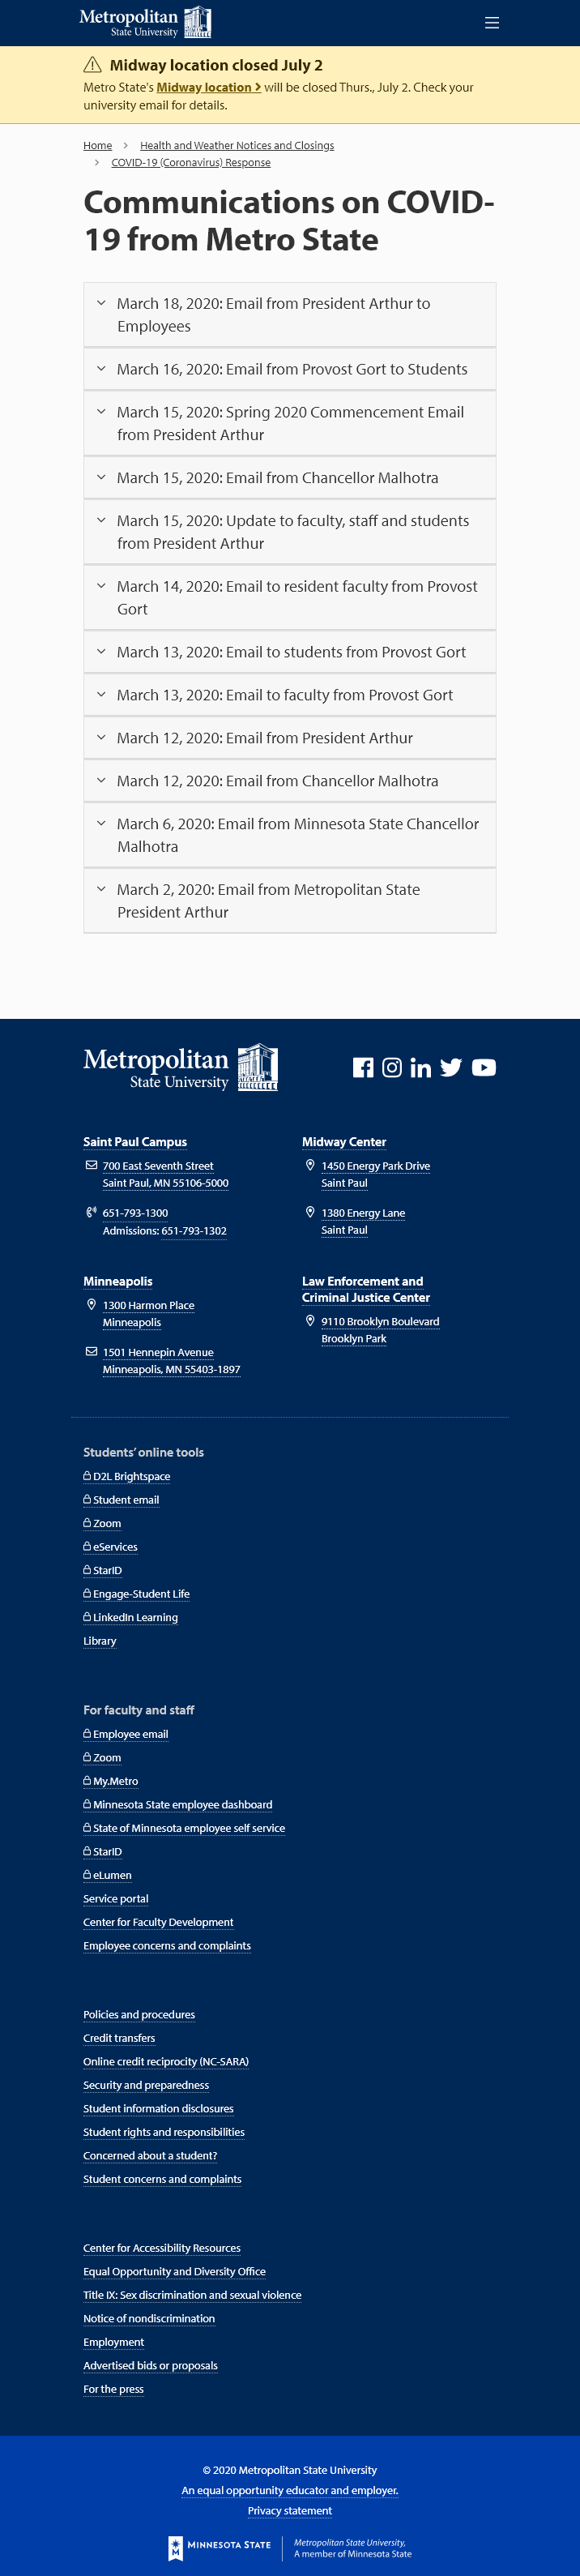 Metropolitan
State University
Midway location closed July 2
Metro State's Midway location will be closed Thurs., July 2. Check your
university email for details.
Home
Health and Weather Notices and Closings
COVID-19 (Coronavirus) Response
Communications on COVID-
19 from Metro State
March 18, 2020: Email from President Arthur to
Employees
March 16, 2020: Email from Provost Gort to Students
March 15, 2020: Spring 2020 Commencement Email
from President Arthur
March 15, 2020: Email from Chancellor Malhotra
March 15, 2020: Update to faculty, staff and students
from President Arthur
March 14, 2020: Email to resident faculty from Provost
Gort
March 13, 2020: Email to students from Provost Gort
March 13, 2020: Email to faculty from Provost Gort
March 12, 2020: Email from President Arthur
March 12, 2020: Email from Chancellor Malhotra
March 6, 2020: Email from Minnesota State Chancellor
Malhotra
March 2, 2020: Email from Metropolitan State
President Arthur
Metropolitan
State University
Saint Paul Campus
700 East Seventh Street
Saint Paul, MN 55106-5000
651-793-1300
Admissions: 651-793-1302
Midway Center
1450 Energy Park Drive
Saint Paul
1380 Energy Lane
Saint Paul
Minneapolis
1300 Harmon Place
Minneapolis
1501 Hennepin Avenue
Minneapolis, MN 55403-1897
Law Enforcement and
Criminal Justice Center
9110 Brooklyn Boulevard
Brooklyn Park
Students’ online tools
D2L Brightspace
Student email
Zoom
eServices
StarID
Engage-Student Life
LinkedIn Learning
Library
For faculty and staff
Employee email
Zoom
My.Metro
Minnesota State employee dashboard
State of Minnesota employee self service
StarID
eLumen
Service portal
Center for Faculty Development
Employee concerns and complaints
Policies and procedures
Credit transfers
Online credit reciprocity (NC-SARA)
Security and preparedness
Student information disclosures
Student rights and responsibilities
Concerned about a student?
Student concerns and complaints
Center for Accessibility Resources
Equal Opportunity and Diversity Office
Title IX: Sex discrimination and sexual violence
Notice of nondiscrimination
Employment
Advertised bids or proposals
For the press
© 2020 Metropolitan State University
An equal opportunity educator and employer.
Privacy statement
MINNESOTA STATE
Metropolitan State University,
A member of Minnesota State